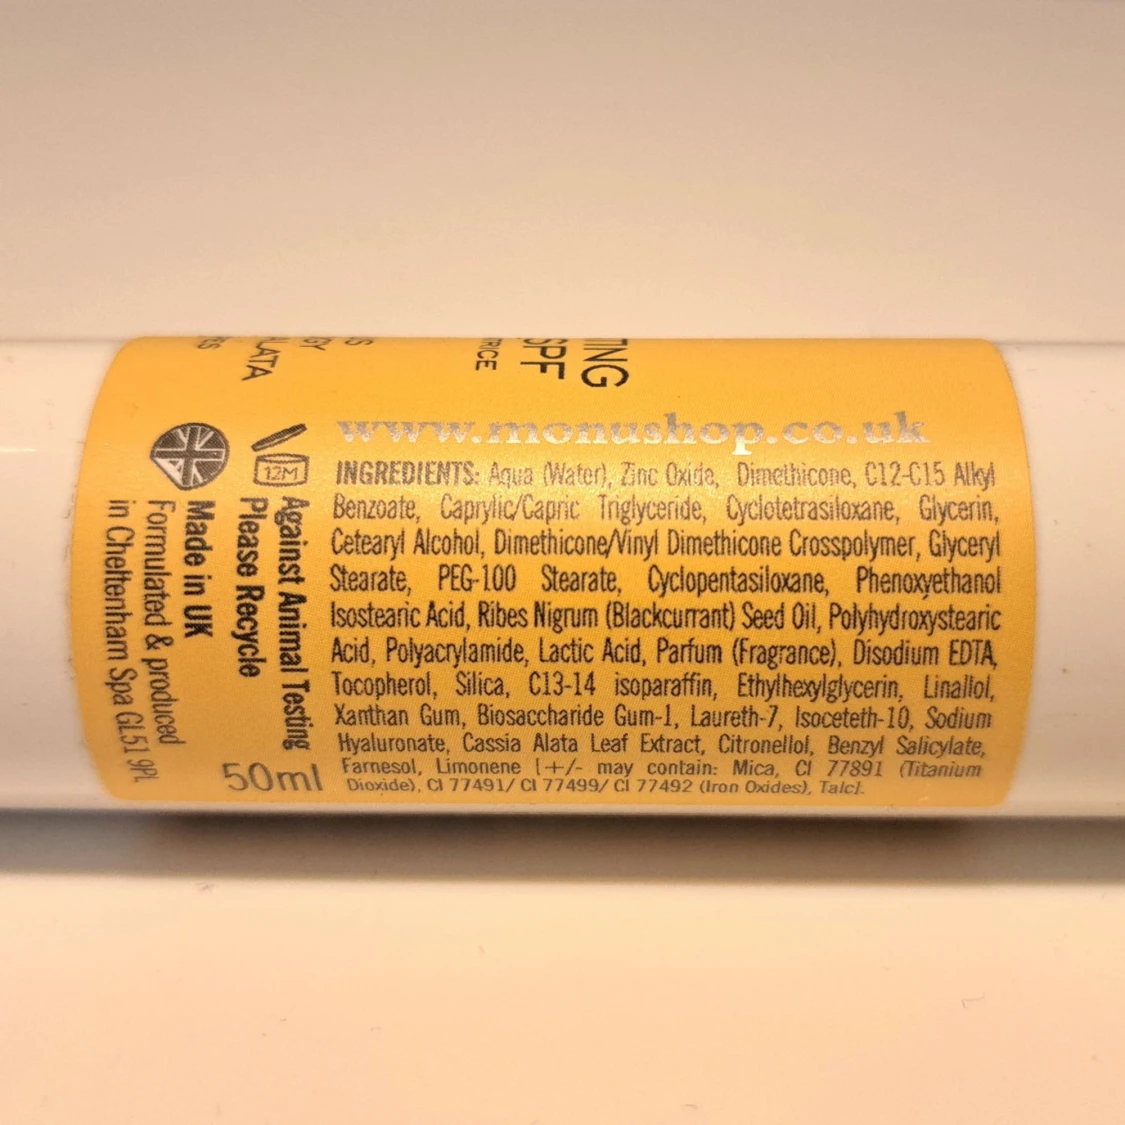 www.monushop.co.uk
INGREDIENTS: Aqua (Water), Zinc Oxide, Dimethicone, C12-C15 Alkyl
Benzoate, Caprylic/Capric Triglyceride, Cyclotetrasiloxane, Glycerin,
Cetearyl Alcohol, Dimethicone/Vinyl Dimethicone Crosspolymer, Glyceryl
Stearate, PEG-100 Stearate, Cyclopentasiloxane, Phenoxyethanol
Isostearic Acid, Ribes Nigrum (Blackcurrant) Seed Oil, Polyhydroxystearic
Acid, Polyacrylamide, Lactic Acid, Parfum (Fragrance), Disodium EDTA,
Tocopherol, Silica, C13-14 isoparaffin, Ethylhexylglycerin, Linallol,
Xanthan Gum, Biosaccharide Gum-1, Laureth-7, Isoceteth-10, Sodium
Hyaluronate, Cassia Alata Leaf Extract, Citronellol, Benzyl Salicylate,
Farnesol, Limonene [+/- may contain: Mica, CI 77891 (Titanium
Dioxide), CI 77491/ CI 77499/ CI 77492 (Iron Oxides), Talc].
50ml
12M
Against Animal Testing
Please Recycle
Made in UK
Formulated & produced
in Cheltenham Spa GL51 9PL
TING
SPF
TRICE
ALATA